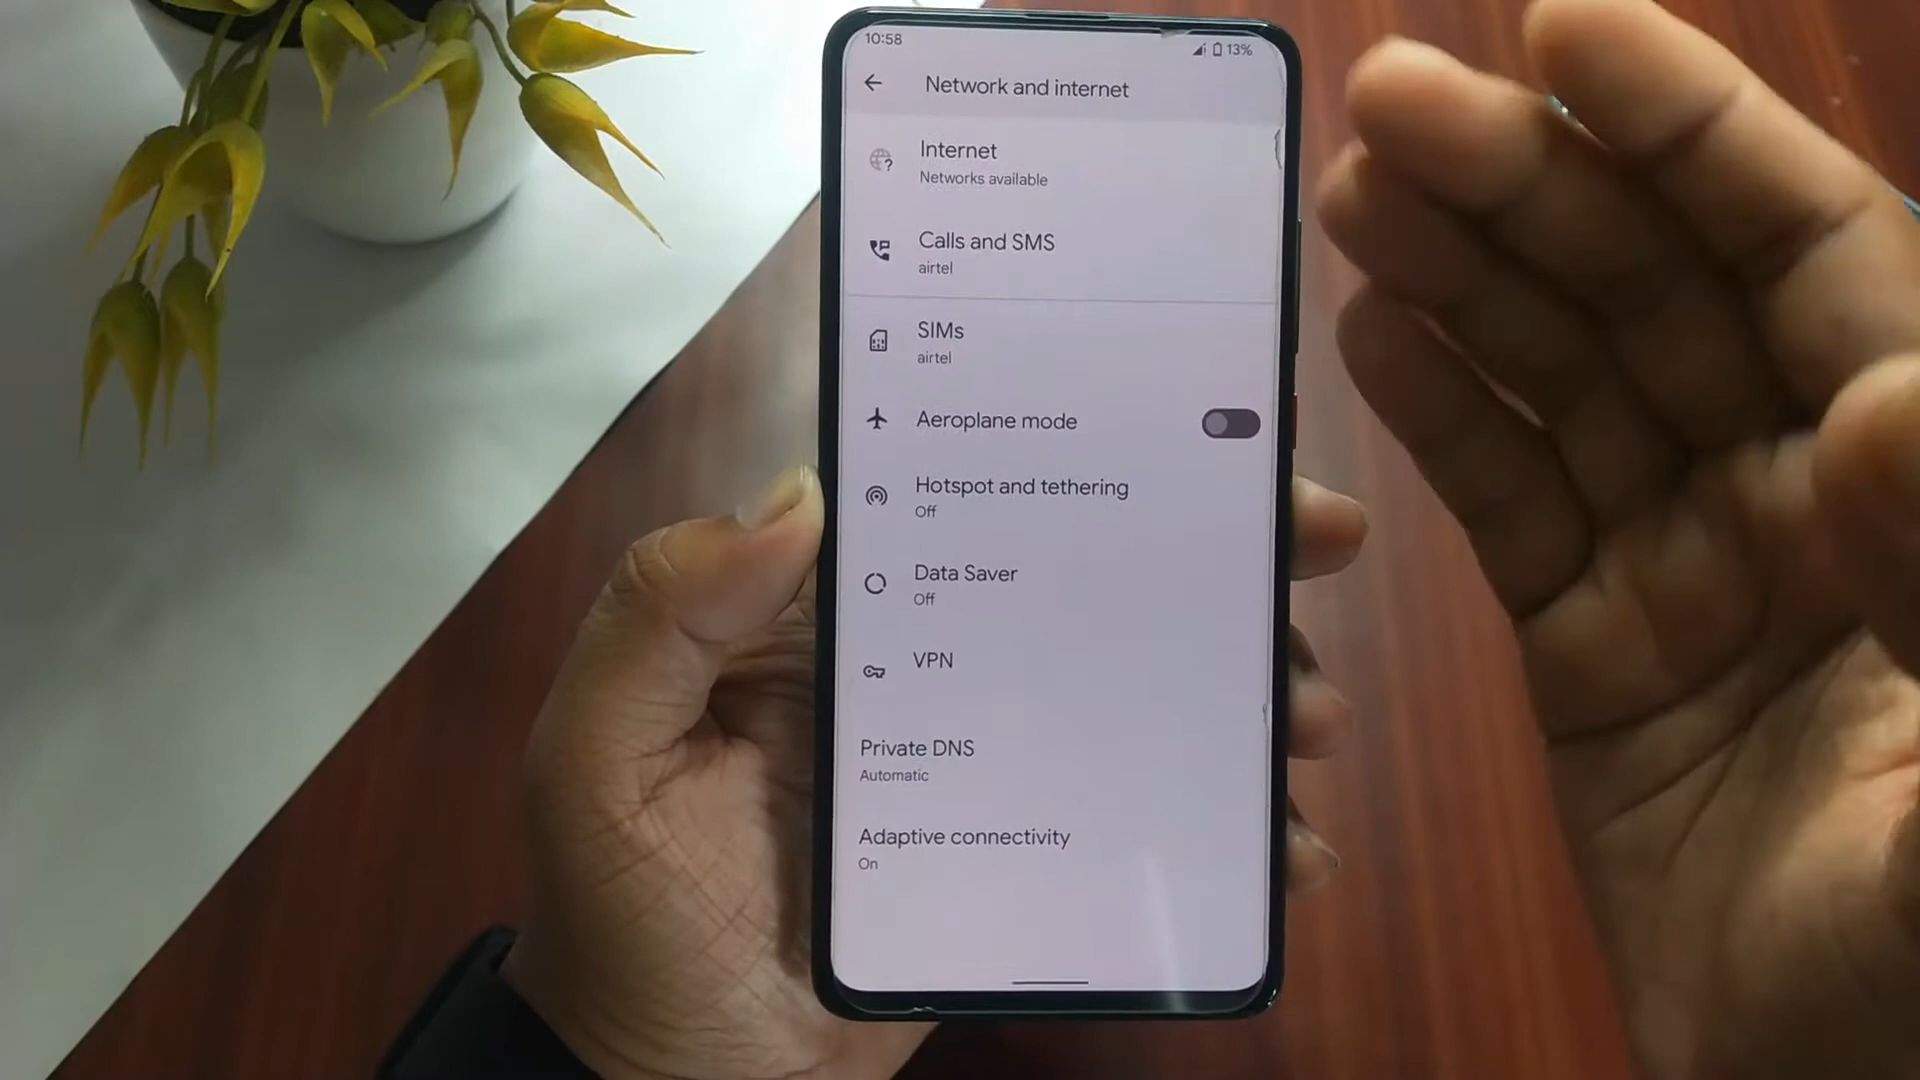 10:58
13%
Network and internet
Internet
Networks available
Calls and SMS
airtel
SIMs
airtel
Aeroplane mode
Hotspot and tethering
Off
Data Saver
Off
VPN
Private DNS
Automatic
Adaptive connectivity
On